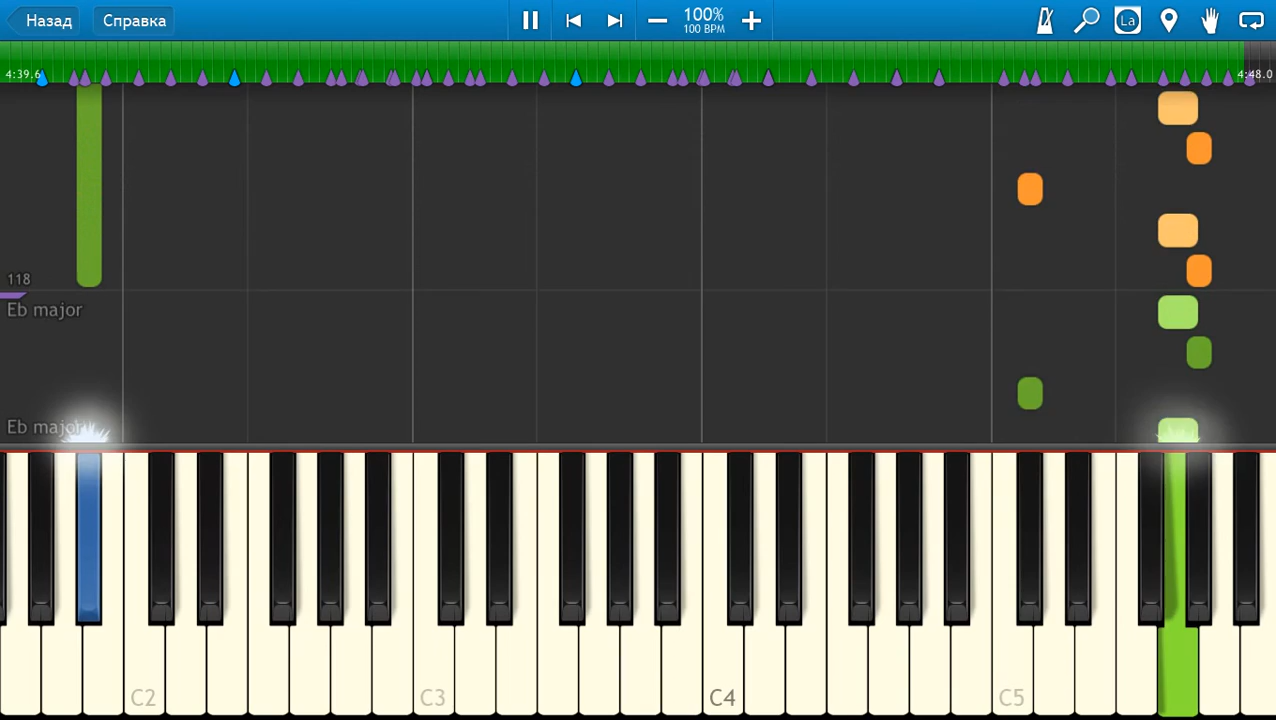 Назад
Справка
100%
100 BPM
La
4:39.6
4:48.0
118
Eb major
Eb major
C2
C3
C4
C5